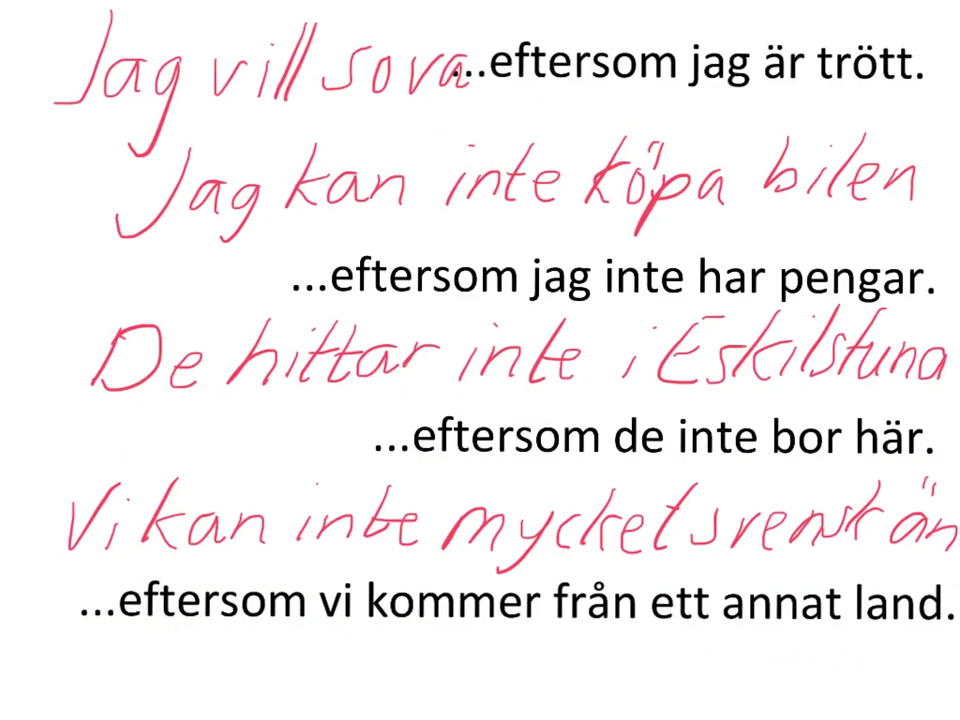 Jag vill sova ...eftersom jag är trött.
Jag kan inte köpa bilen
...eftersom jag inte har pengar.
De hittar inte i Eskilstuna
...eftersom de inte bor här.
Vi kan inte mycket svensk än
...eftersom vi kommer från ett annat land.